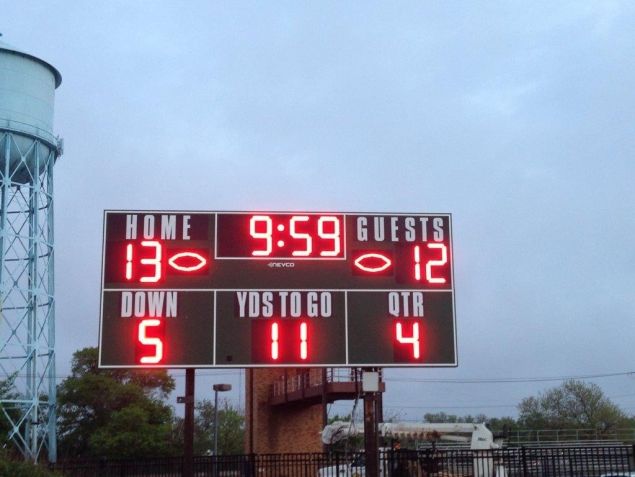 HOME 9:59 GUESTS
13 12
NEVCO
DOWN YDS TO GO QTR
5 11 4